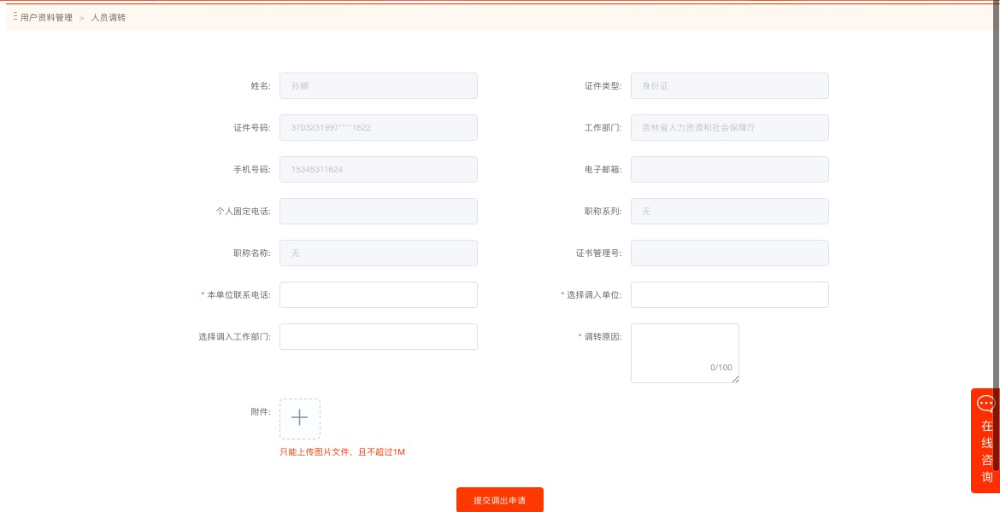 用户资料管理 > 人员调转
姓名: 孙娜 证件类型: 身份证
证件号码: 3703231997****1622 工作部门: 吉林省人力资源和社会保障厅
手机号码: 15345311624 电子邮箱:
个人固定电话: 职称系列: 无
职称名称: 无 证书管理号:
* 本单位联系电话: * 选择调入单位:
选择调入工作部门: * 调转原因:
0/100
附件:
只能上传图片文件，且不超过1M
提交调出申请
在线咨询